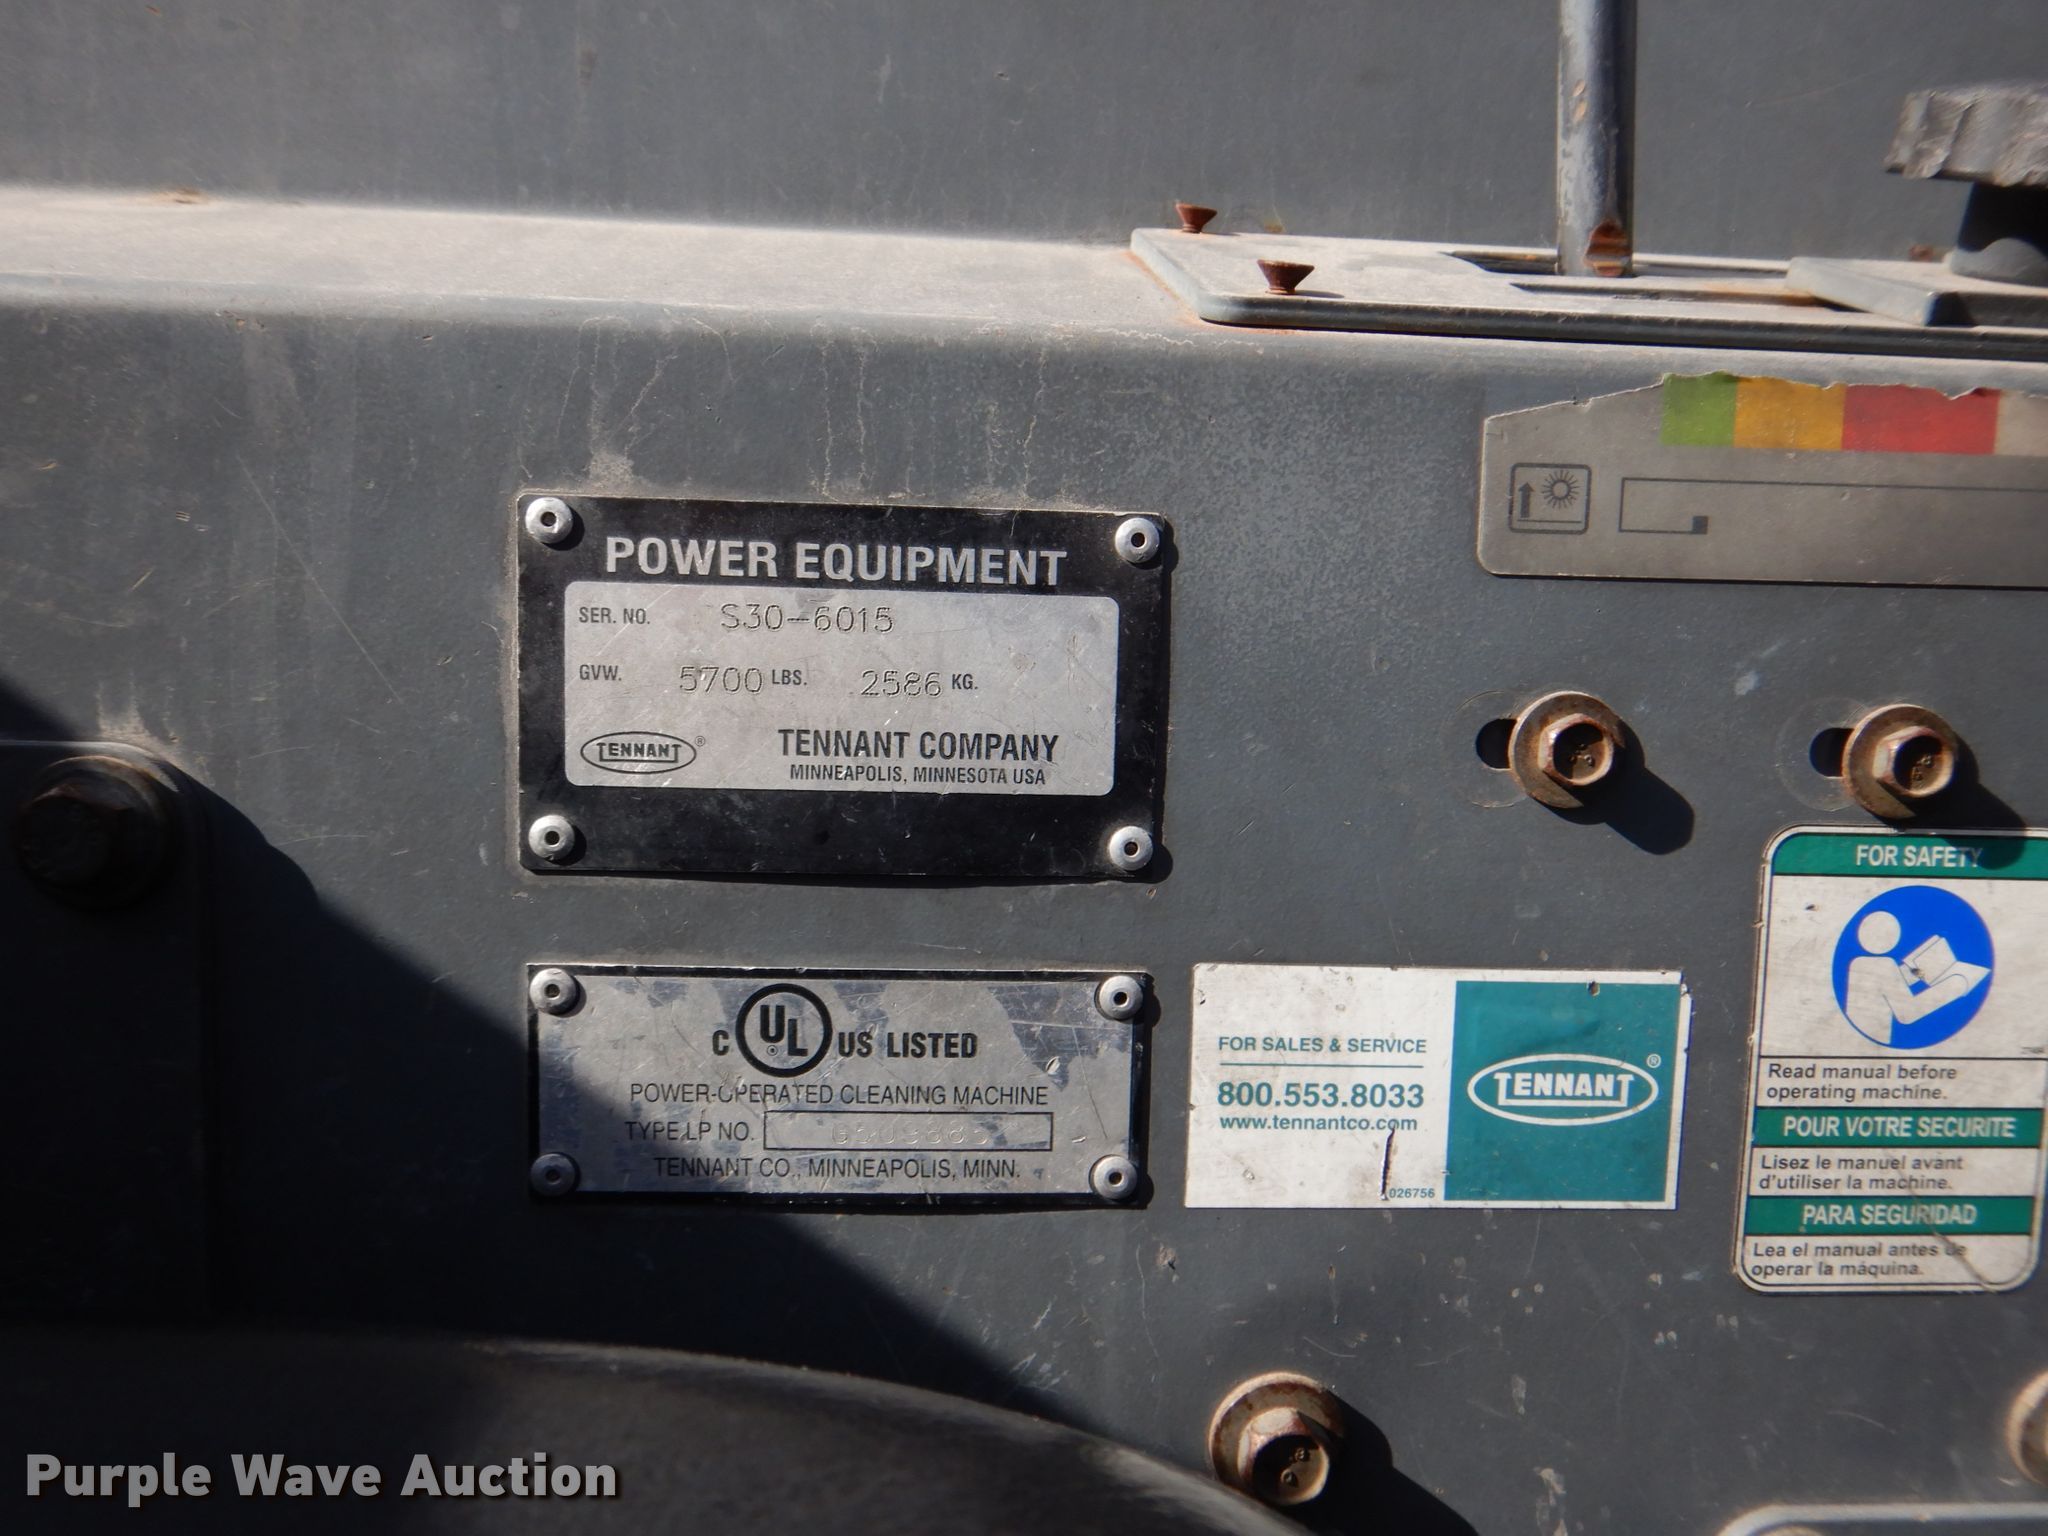 POWER EQUIPMENT
SER. NO. S30-6015
GVW. 5700 LBS. 2586 KG.
TENNANT®
TENNANT COMPANY
MINNEAPOLIS, MINNESOTA USA
C UL® US LISTED
POWER-OPERATED CLEANING MACHINE
TYPE LP NO.
TENNANT CO., MINNEAPOLIS, MINN.
FOR SALES & SERVICE
800.553.8033
www.tennantco.com
TENNANT®
FOR SAFETY
Read manual before
operating machine.
POUR VOTRE SECURITE
Lisez le manuel avant
d'utiliser la machine.
PARA SEGURIDAD
Lea el manual antes de
operar la máquina.
Purple Wave Auction